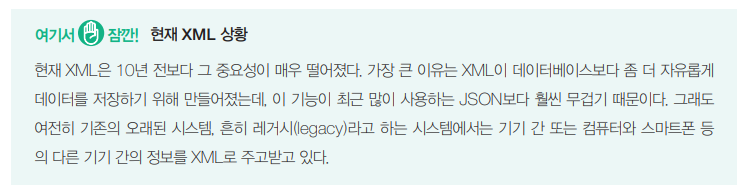 여기서 잠깐! 현재 XML 상황
현재 XML은 10년 전보다 그 중요성이 매우 떨어졌다. 가장 큰 이유는 XML이 데이터베이스보다 좀 더 자유롭게
데이터를 저장하기 위해 만들어졌는데, 이 기능이 최근 많이 사용하는 JSON보다 훨씬 무겁기 때문이다. 그래도
여전히 기존의 오래된 시스템, 흔히 레거시(legacy)라고 하는 시스템에서는 기기 간 또는 컴퓨터와 스마트폰 등
의 다른 기기 간의 정보를 XML로 주고받고 있다.